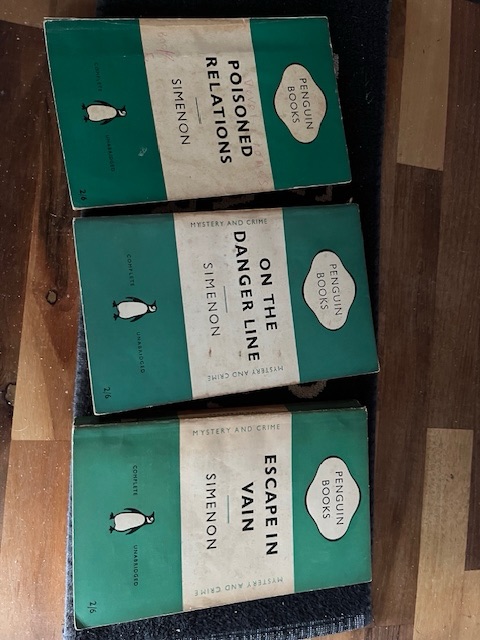 PENGUIN
BOOKS
POISONED
RELATIONS
SIMENON
COMPLETE
UNABRIDGED
2/6
PENGUIN
BOOKS
MYSTERY AND CRIME
ON THE
DANGER LINE
SIMENON
MYSTERY AND CRIME
COMPLETE
UNABRIDGED
2/6
PENGUIN
BOOKS
MYSTERY AND CRIME
ESCAPE IN
VAIN
SIMENON
MYSTERY AND CRIME
COMPLETE
UNABRIDGED
2/6